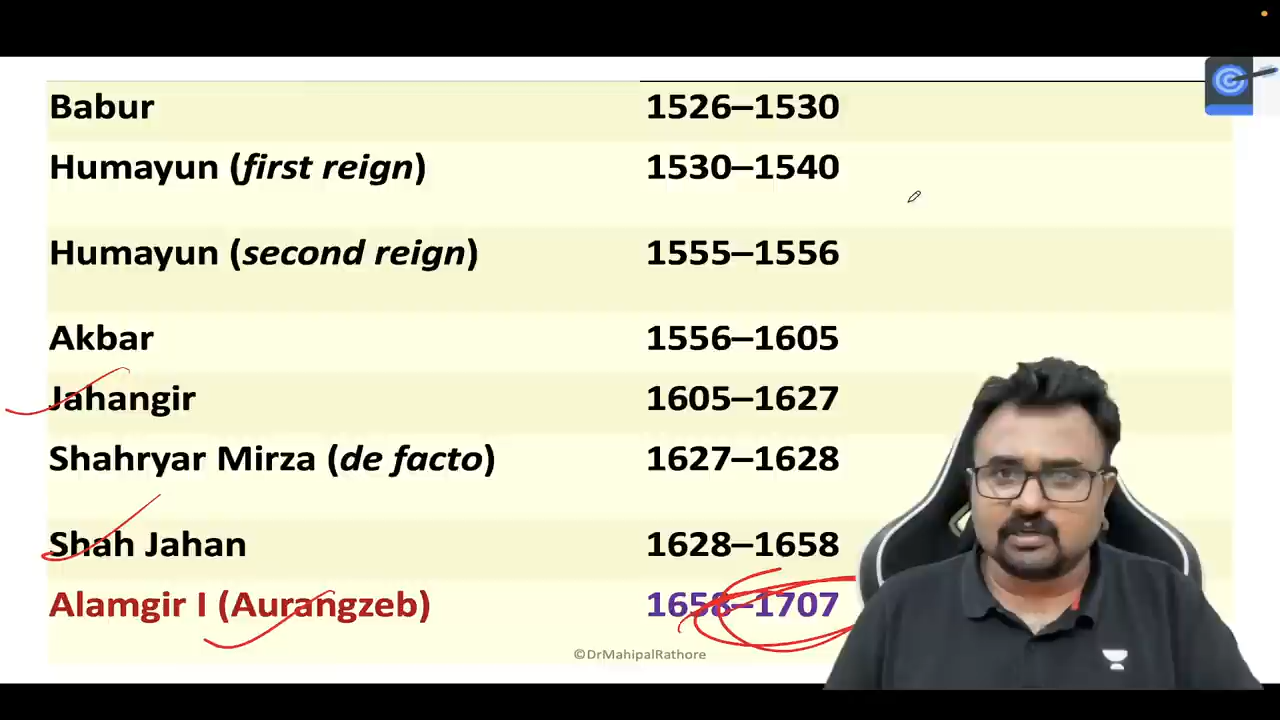 Babur 1526–1530
Humayun (first reign) 1530–1540
Humayun (second reign) 1555–1556
Akbar 1556–1605
Jahangir 1605–1627
Shahryar Mirza (de facto) 1627–1628
Shah Jahan 1628–1658
Alamgir I (Aurangzeb) 1658–1707
©DrMahipalRathore